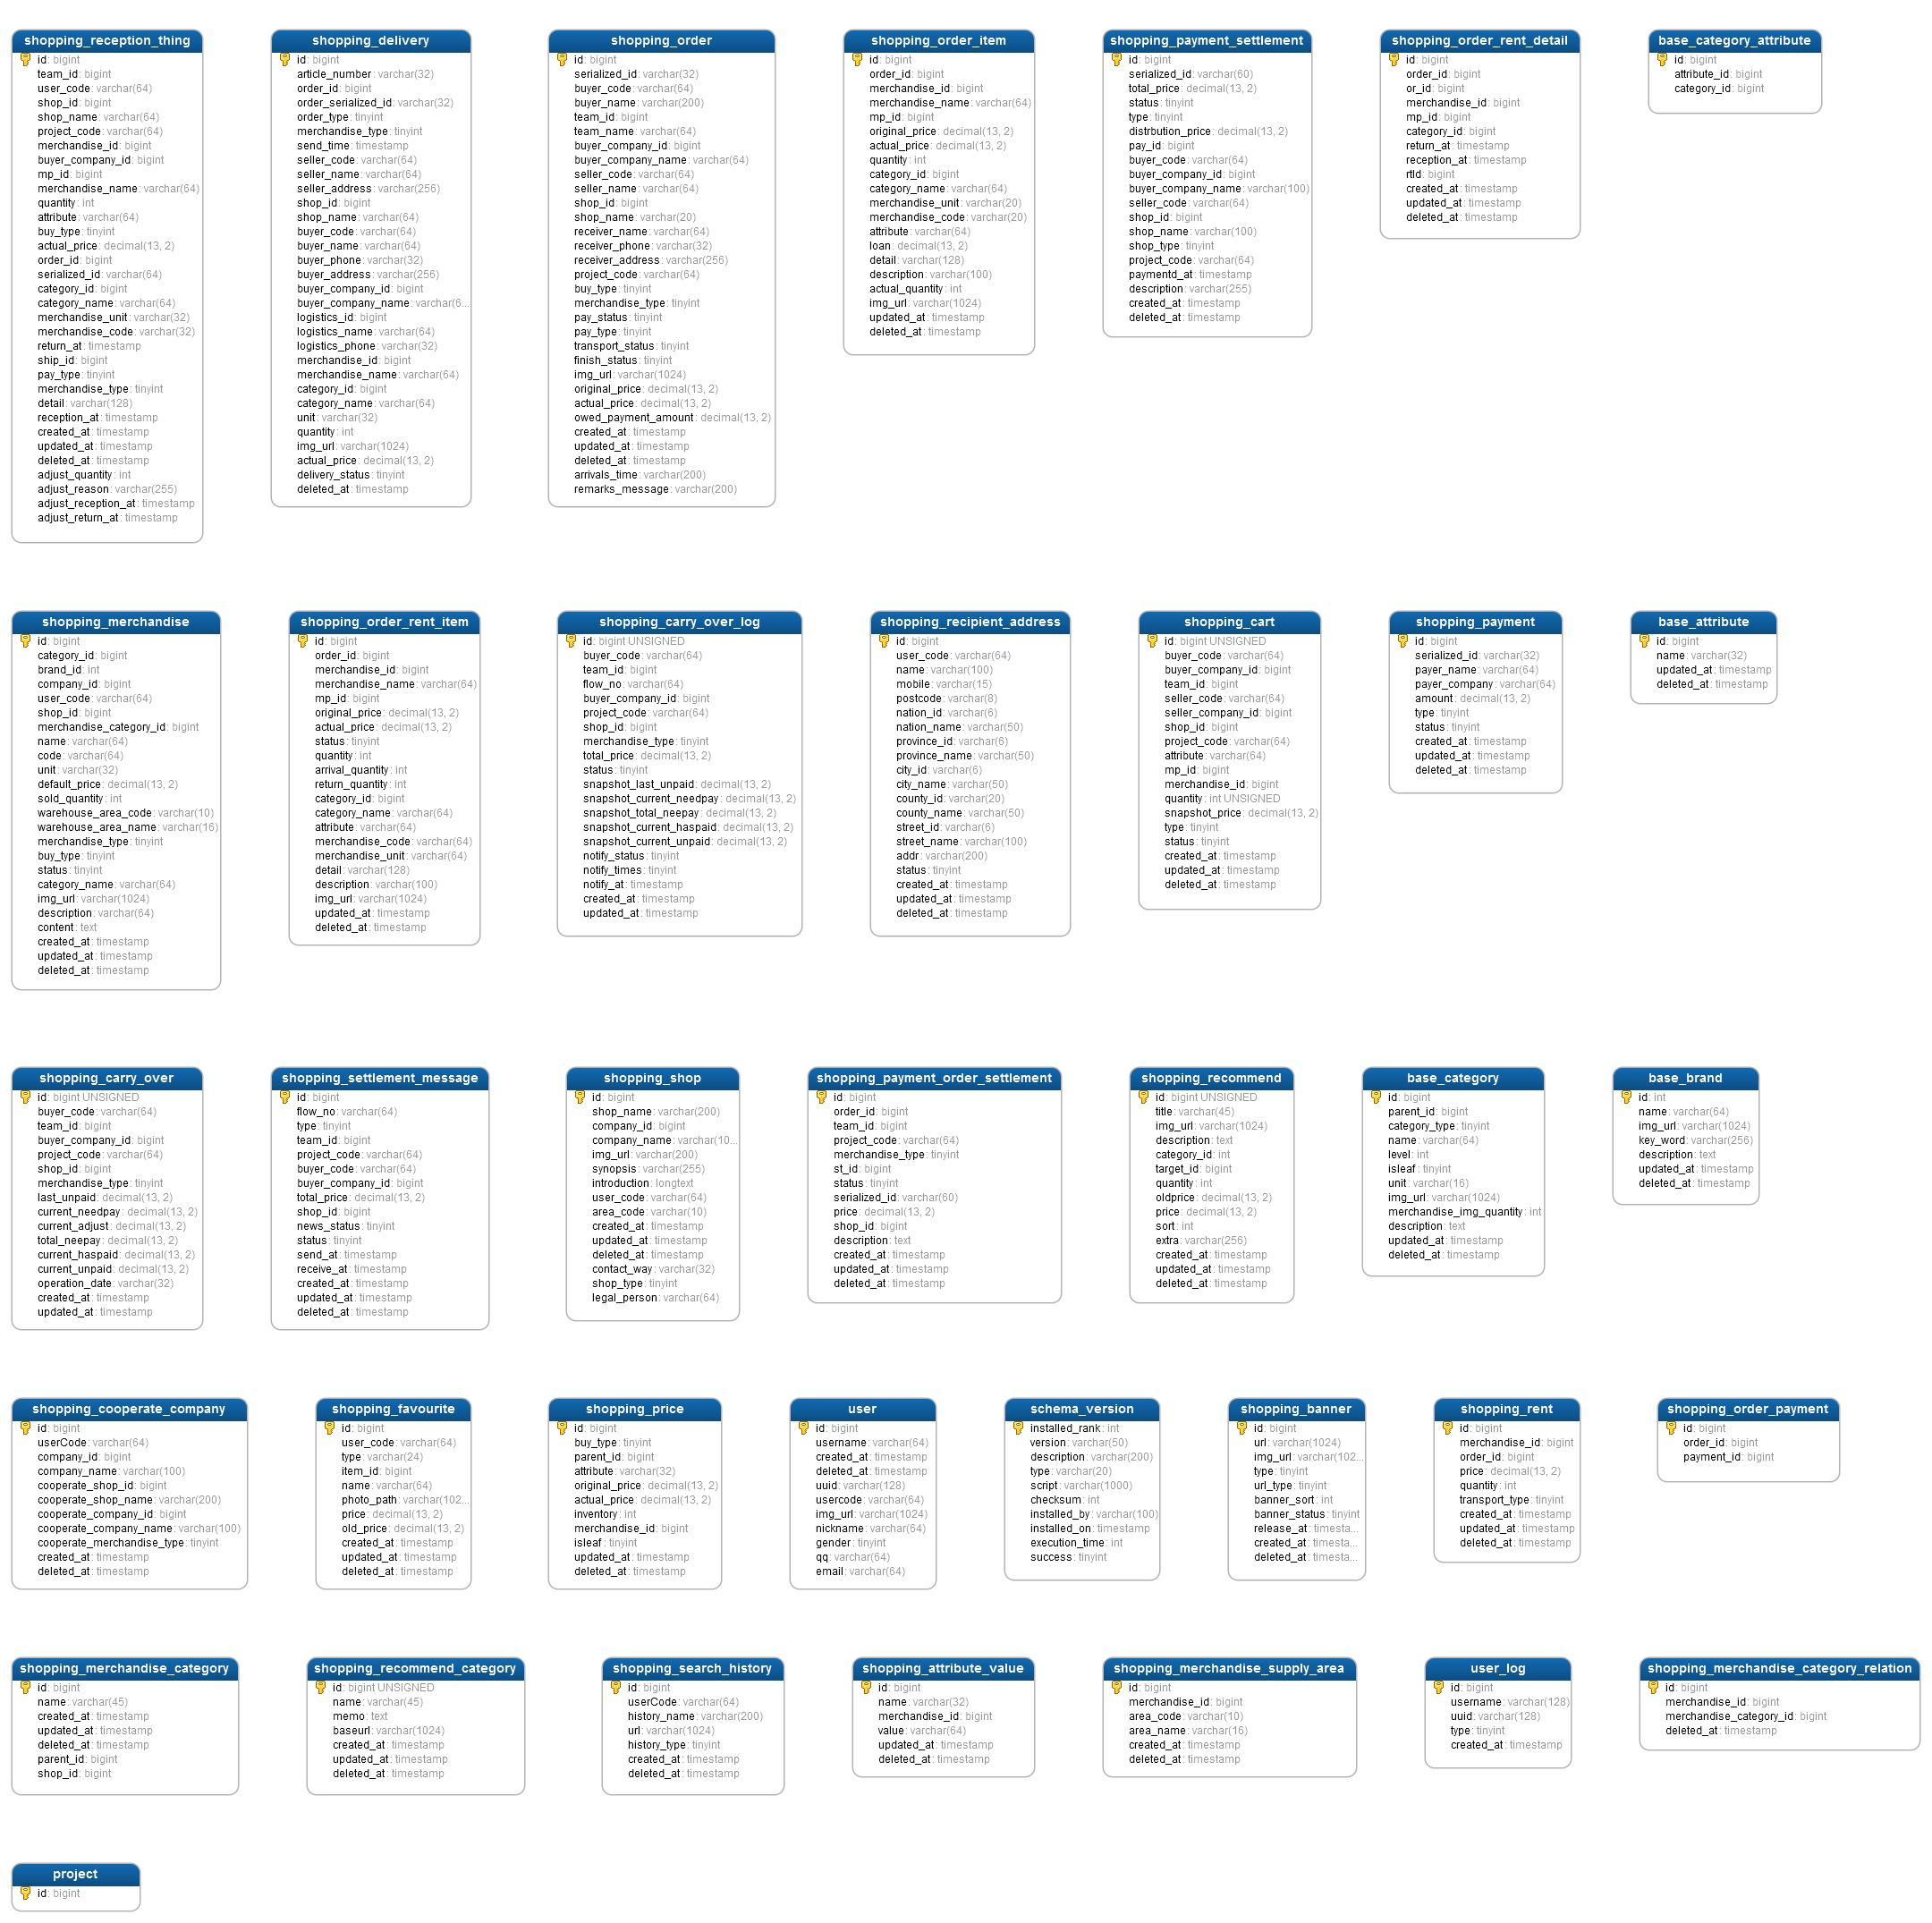 shopping_reception_thing
id: bigint
team_id: bigint
user_code: varchar(64)
shop_id: bigint
shop_name: varchar(64)
project_code: varchar(64)
merchandise_id: bigint
buyer_company_id: bigint
mp_id: bigint
merchandise_name: varchar(64)
quantity: int
attribute: varchar(64)
buy_type: tinyint
actual_price: decimal(13, 2)
order_id: bigint
serialized_id: varchar(64)
category_id: bigint
category_name: varchar(64)
merchandise_unit: varchar(32)
merchandise_code: varchar(32)
return_at: timestamp
ship_id: bigint
pay_type: tinyint
merchandise_type: tinyint
detail: varchar(128)
reception_at: timestamp
created_at: timestamp
updated_at: timestamp
deleted_at: timestamp
adjust_quantity: int
adjust_reason: varchar(255)
adjust_reception_at: timestamp
adjust_return_at: timestamp
shopping_delivery
id: bigint
article_number: varchar(32)
order_id: bigint
order_serialized_id: varchar(32)
order_type: tinyint
merchandise_type: tinyint
send_time: timestamp
seller_code: varchar(64)
seller_name: varchar(64)
seller_address: varchar(256)
shop_id: bigint
shop_name: varchar(64)
buyer_code: varchar(64)
buyer_name: varchar(64)
buyer_phone: varchar(32)
buyer_address: varchar(256)
buyer_company_id: bigint
buyer_company_name: varchar(6...
logistics_id: bigint
logistics_name: varchar(64)
logistics_phone: varchar(32)
merchandise_id: bigint
merchandise_name: varchar(64)
category_id: bigint
category_name: varchar(64)
unit: varchar(32)
quantity: int
img_url: varchar(1024)
actual_price: decimal(13, 2)
delivery_status: tinyint
deleted_at: timestamp
shopping_order
id: bigint
serialized_id: varchar(32)
buyer_code: varchar(64)
buyer_name: varchar(200)
team_id: bigint
team_name: varchar(64)
buyer_company_id: bigint
buyer_company_name: varchar(64)
seller_code: varchar(64)
seller_name: varchar(64)
shop_id: bigint
shop_name: varchar(20)
receiver_name: varchar(64)
receiver_phone: varchar(32)
receiver_address: varchar(256)
project_code: varchar(64)
buy_type: tinyint
merchandise_type: tinyint
pay_status: tinyint
pay_type: tinyint
transport_status: tinyint
finish_status: tinyint
img_url: varchar(1024)
original_price: decimal(13, 2)
actual_price: decimal(13, 2)
owed_payment_amount: decimal(13, 2)
created_at: timestamp
updated_at: timestamp
deleted_at: timestamp
arrivals_time: varchar(200)
remarks_message: varchar(200)
shopping_order_item
id: bigint
order_id: bigint
merchandise_id: bigint
merchandise_name: varchar(64)
mp_id: bigint
original_price: decimal(13, 2)
actual_price: decimal(13, 2)
quantity: int
category_id: bigint
category_name: varchar(64)
merchandise_unit: varchar(20)
merchandise_code: varchar(20)
attribute: varchar(64)
loan: decimal(13, 2)
detail: varchar(128)
description: varchar(100)
actual_quantity: int
img_url: varchar(1024)
updated_at: timestamp
deleted_at: timestamp
shopping_payment_settlement
id: bigint
serialized_id: varchar(60)
total_price: decimal(13, 2)
status: tinyint
type: tinyint
distrbution_price: decimal(13, 2)
pay_id: bigint
buyer_code: varchar(64)
buyer_company_id: bigint
buyer_company_name: varchar(100)
seller_code: varchar(64)
shop_id: bigint
shop_name: varchar(100)
shop_type: tinyint
project_code: varchar(64)
paymentd_at: timestamp
description: varchar(255)
created_at: timestamp
deleted_at: timestamp
shopping_order_rent_detail
id: bigint
order_id: bigint
or_id: bigint
merchandise_id: bigint
mp_id: bigint
category_id: bigint
return_at: timestamp
reception_at: timestamp
rtId: bigint
created_at: timestamp
updated_at: timestamp
deleted_at: timestamp
base_category_attribute
id: bigint
attribute_id: bigint
category_id: bigint
shopping_merchandise
id: bigint
category_id: bigint
brand_id: int
company_id: bigint
user_code: varchar(64)
shop_id: bigint
merchandise_category_id: bigint
name: varchar(64)
code: varchar(64)
unit: varchar(32)
default_price: decimal(13, 2)
sold_quantity: int
warehouse_area_code: varchar(10)
warehouse_area_name: varchar(16)
merchandise_type: tinyint
buy_type: tinyint
status: tinyint
category_name: varchar(64)
img_url: varchar(1024)
description: varchar(64)
content: text
created_at: timestamp
updated_at: timestamp
deleted_at: timestamp
shopping_order_rent_item
id: bigint
order_id: bigint
merchandise_id: bigint
merchandise_name: varchar(64)
mp_id: bigint
original_price: decimal(13, 2)
actual_price: decimal(13, 2)
status: tinyint
quantity: int
arrival_quantity: int
return_quantity: int
category_id: bigint
category_name: varchar(64)
attribute: varchar(64)
merchandise_code: varchar(64)
merchandise_unit: varchar(64)
detail: varchar(128)
description: varchar(100)
img_url: varchar(1024)
updated_at: timestamp
deleted_at: timestamp
shopping_carry_over_log
id: bigint UNSIGNED
buyer_code: varchar(64)
team_id: bigint
flow_no: varchar(64)
buyer_company_id: bigint
project_code: varchar(64)
shop_id: bigint
merchandise_type: tinyint
total_price: decimal(13, 2)
status: tinyint
snapshot_last_unpaid: decimal(13, 2)
snapshot_current_needpay: decimal(13, 2)
snapshot_total_neepay: decimal(13, 2)
snapshot_current_haspaid: decimal(13, 2)
snapshot_current_unpaid: decimal(13, 2)
notify_status: tinyint
notify_times: tinyint
notify_at: timestamp
created_at: timestamp
updated_at: timestamp
shopping_recipient_address
id: bigint
user_code: varchar(64)
name: varchar(100)
mobile: varchar(15)
postcode: varchar(8)
nation_id: varchar(6)
nation_name: varchar(50)
province_id: varchar(6)
province_name: varchar(50)
city_id: varchar(6)
city_name: varchar(50)
county_id: varchar(20)
county_name: varchar(50)
street_id: varchar(6)
street_name: varchar(100)
addr: varchar(200)
status: tinyint
created_at: timestamp
updated_at: timestamp
deleted_at: timestamp
shopping_cart
id: bigint UNSIGNED
buyer_code: varchar(64)
buyer_company_id: bigint
team_id: bigint
seller_code: varchar(64)
seller_company_id: bigint
shop_id: bigint
project_code: varchar(64)
attribute: varchar(64)
mp_id: bigint
merchandise_id: bigint
quantity: int UNSIGNED
snapshot_price: decimal(13, 2)
type: tinyint
status: tinyint
created_at: timestamp
updated_at: timestamp
deleted_at: timestamp
shopping_payment
id: bigint
serialized_id: varchar(32)
payer_name: varchar(64)
payer_company: varchar(64)
amount: decimal(13, 2)
type: tinyint
status: tinyint
created_at: timestamp
updated_at: timestamp
deleted_at: timestamp
base_attribute
id: bigint
name: varchar(32)
updated_at: timestamp
deleted_at: timestamp
shopping_carry_over
id: bigint UNSIGNED
buyer_code: varchar(64)
team_id: bigint
buyer_company_id: bigint
project_code: varchar(64)
shop_id: bigint
merchandise_type: tinyint
last_unpaid: decimal(13, 2)
current_needpay: decimal(13, 2)
current_adjust: decimal(13, 2)
total_neepay: decimal(13, 2)
current_haspaid: decimal(13, 2)
current_unpaid: decimal(13, 2)
operation_date: varchar(32)
created_at: timestamp
updated_at: timestamp
shopping_settlement_message
id: bigint
flow_no: varchar(64)
type: tinyint
team_id: bigint
project_code: varchar(64)
buyer_code: varchar(64)
buyer_company_id: bigint
total_price: decimal(13, 2)
shop_id: bigint
news_status: tinyint
status: tinyint
send_at: timestamp
receive_at: timestamp
created_at: timestamp
updated_at: timestamp
deleted_at: timestamp
shopping_shop
id: bigint
shop_name: varchar(200)
company_id: bigint
company_name: varchar(10...
img_url: varchar(200)
synopsis: varchar(255)
introduction: longtext
user_code: varchar(64)
area_code: varchar(10)
created_at: timestamp
updated_at: timestamp
deleted_at: timestamp
contact_way: varchar(32)
shop_type: tinyint
legal_person: varchar(64)
shopping_payment_order_settlement
id: bigint
order_id: bigint
team_id: bigint
project_code: varchar(64)
merchandise_type: tinyint
st_id: bigint
status: tinyint
serialized_id: varchar(60)
price: decimal(13, 2)
shop_id: bigint
description: text
created_at: timestamp
updated_at: timestamp
deleted_at: timestamp
shopping_recommend
id: bigint UNSIGNED
title: varchar(45)
img_url: varchar(1024)
description: text
category_id: int
target_id: bigint
quantity: int
oldprice: decimal(13, 2)
price: decimal(13, 2)
sort: int
extra: varchar(256)
created_at: timestamp
updated_at: timestamp
deleted_at: timestamp
base_category
id: bigint
parent_id: bigint
category_type: tinyint
name: varchar(64)
level: int
isleaf: tinyint
unit: varchar(16)
img_url: varchar(1024)
merchandise_img_quantity: int
description: text
updated_at: timestamp
deleted_at: timestamp
base_brand
id: int
name: varchar(64)
img_url: varchar(1024)
key_word: varchar(256)
description: text
updated_at: timestamp
deleted_at: timestamp
shopping_cooperate_company
id: bigint
userCode: varchar(64)
company_id: bigint
company_name: varchar(100)
cooperate_shop_id: bigint
cooperate_shop_name: varchar(200)
cooperate_company_id: bigint
cooperate_company_name: varchar(100)
cooperate_merchandise_type: tinyint
created_at: timestamp
deleted_at: timestamp
shopping_favourite
id: bigint
user_code: varchar(64)
type: varchar(24)
item_id: bigint
name: varchar(64)
photo_path: varchar(102...
price: decimal(13, 2)
old_price: decimal(13, 2)
created_at: timestamp
updated_at: timestamp
deleted_at: timestamp
shopping_price
id: bigint
buy_type: tinyint
parent_id: bigint
attribute: varchar(32)
original_price: decimal(13, 2)
actual_price: decimal(13, 2)
inventory: int
merchandise_id: bigint
isleaf: tinyint
updated_at: timestamp
deleted_at: timestamp
user
id: bigint
username: varchar(64)
created_at: timestamp
deleted_at: timestamp
uuid: varchar(128)
usercode: varchar(64)
img_url: varchar(1024)
nickname: varchar(64)
gender: tinyint
qq: varchar(64)
email: varchar(64)
schema_version
installed_rank: int
version: varchar(50)
description: varchar(200)
type: varchar(20)
script: varchar(1000)
checksum: int
installed_by: varchar(100)
installed_on: timestamp
execution_time: int
success: tinyint
shopping_banner
id: bigint
url: varchar(1024)
img_url: varchar(102...
type: tinyint
url_type: tinyint
banner_sort: int
banner_status: tinyint
release_at: timesta...
created_at: timesta...
deleted_at: timesta...
shopping_rent
id: bigint
merchandise_id: bigint
order_id: bigint
price: decimal(13, 2)
quantity: int
transport_type: tinyint
created_at: timestamp
updated_at: timestamp
deleted_at: timestamp
shopping_order_payment
id: bigint
order_id: bigint
payment_id: bigint
shopping_merchandise_category
id: bigint
name: varchar(45)
created_at: timestamp
updated_at: timestamp
deleted_at: timestamp
parent_id: bigint
shop_id: bigint
shopping_recommend_category
id: bigint UNSIGNED
name: varchar(45)
memo: text
baseurl: varchar(1024)
created_at: timestamp
updated_at: timestamp
deleted_at: timestamp
shopping_search_history
id: bigint
userCode: varchar(64)
history_name: varchar(200)
url: varchar(1024)
history_type: tinyint
created_at: timestamp
deleted_at: timestamp
shopping_attribute_value
id: bigint
name: varchar(32)
merchandise_id: bigint
value: varchar(64)
updated_at: timestamp
deleted_at: timestamp
shopping_merchandise_supply_area
id: bigint
merchandise_id: bigint
area_code: varchar(10)
area_name: varchar(16)
created_at: timestamp
deleted_at: timestamp
user_log
id: bigint
username: varchar(128)
uuid: varchar(128)
type: tinyint
created_at: timestamp
shopping_merchandise_category_relation
id: bigint
merchandise_id: bigint
merchandise_category_id: bigint
deleted_at: timestamp
project
id: bigint